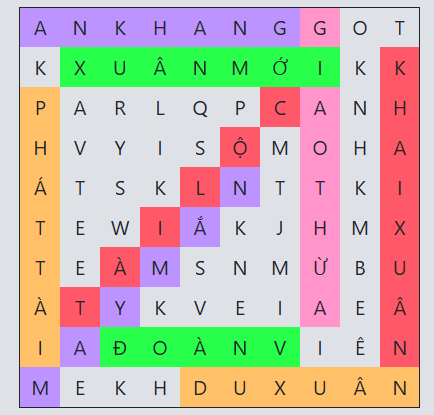 A N K H A N G G O T
K X U Â N M Ớ I K K
P A R L Q P C A N H
H V Y I S Ộ M O H A
Á T S K L N T T K I
T E W I Ắ K J H M X
T E À M S N M Ừ B U
À T Y K V E I A E Â
I A Đ O À N V I Ê N
M E K H D U X U Â N